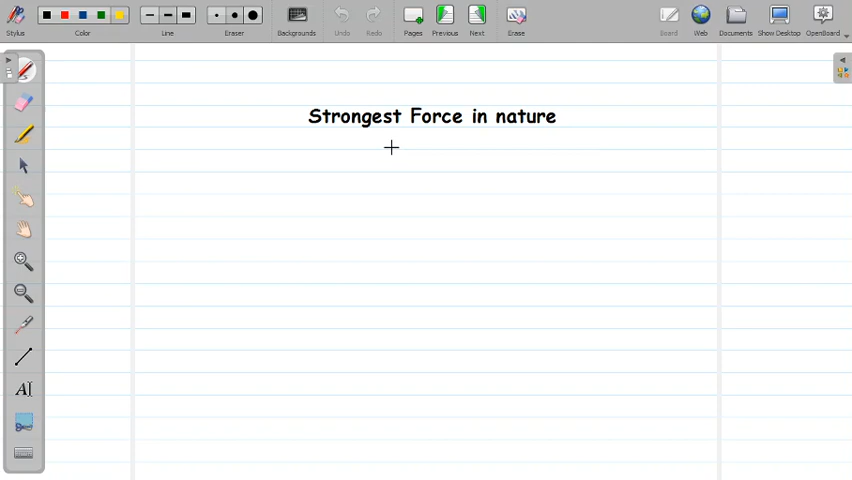 Stylus Color Line Eraser Backgrounds Undo Redo Pages Previous Next Erase Board Web Documents Show Desktop OpenBoard
Strongest Force in nature
AI